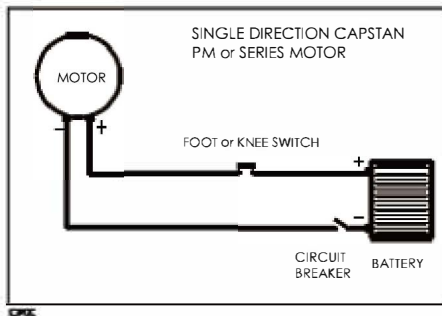 SINGLE DIRECTION CAPSTAN
PM or SERIES MOTOR
MOTOR
− +
FOOT or KNEE SWITCH
+
−
CIRCUIT
BREAKER
BATTERY